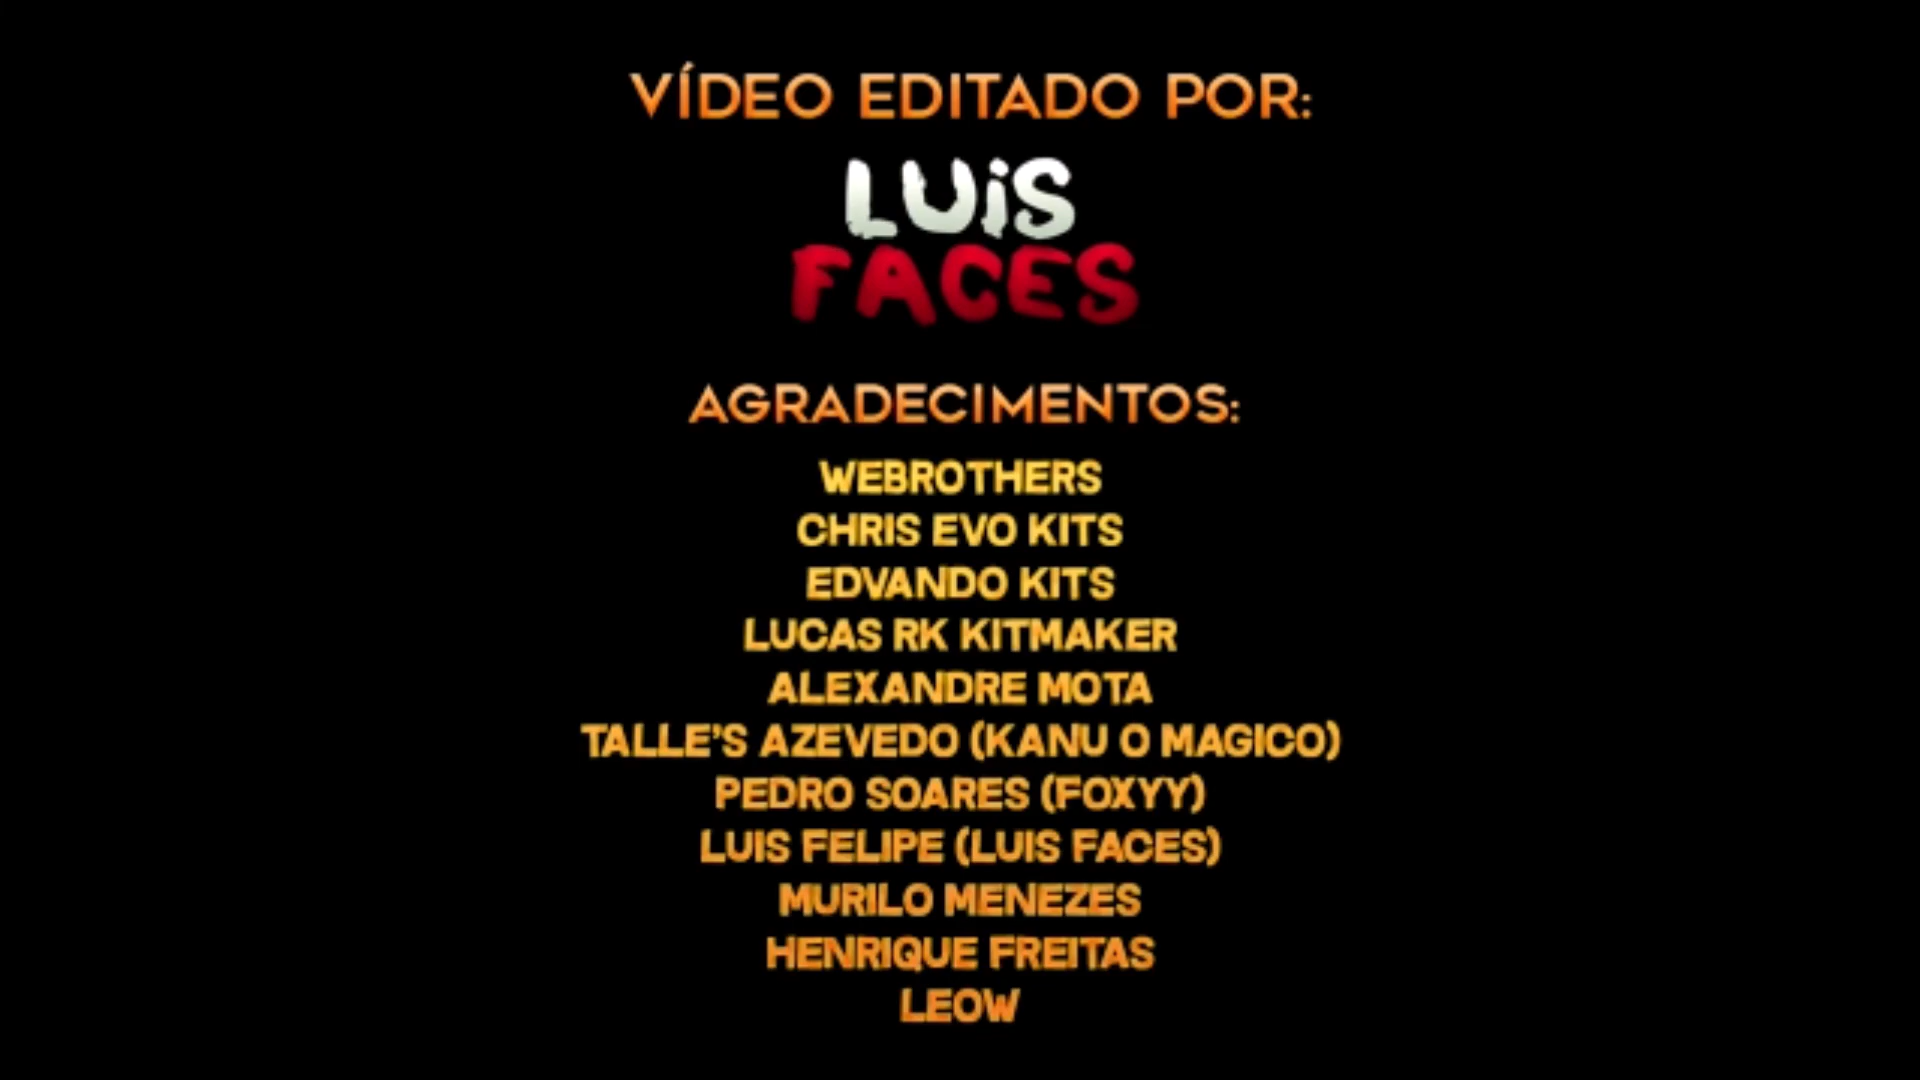 VÍDEO EDITADO POR:
LUiS
FACES
AGRADECIMENTOS:
WEBROTHERS
CHRIS EVO KITS
EDVANDO KITS
LUCAS RK KITMAKER
ALEXANDRE MOTA
TALLE'S AZEVEDO (KANU O MAGICO)
PEDRO SOARES (FOXYY)
LUIS FELIPE (LUIS FACES)
MURILO MENEZES
HENRIQUE FREITAS
LEOW